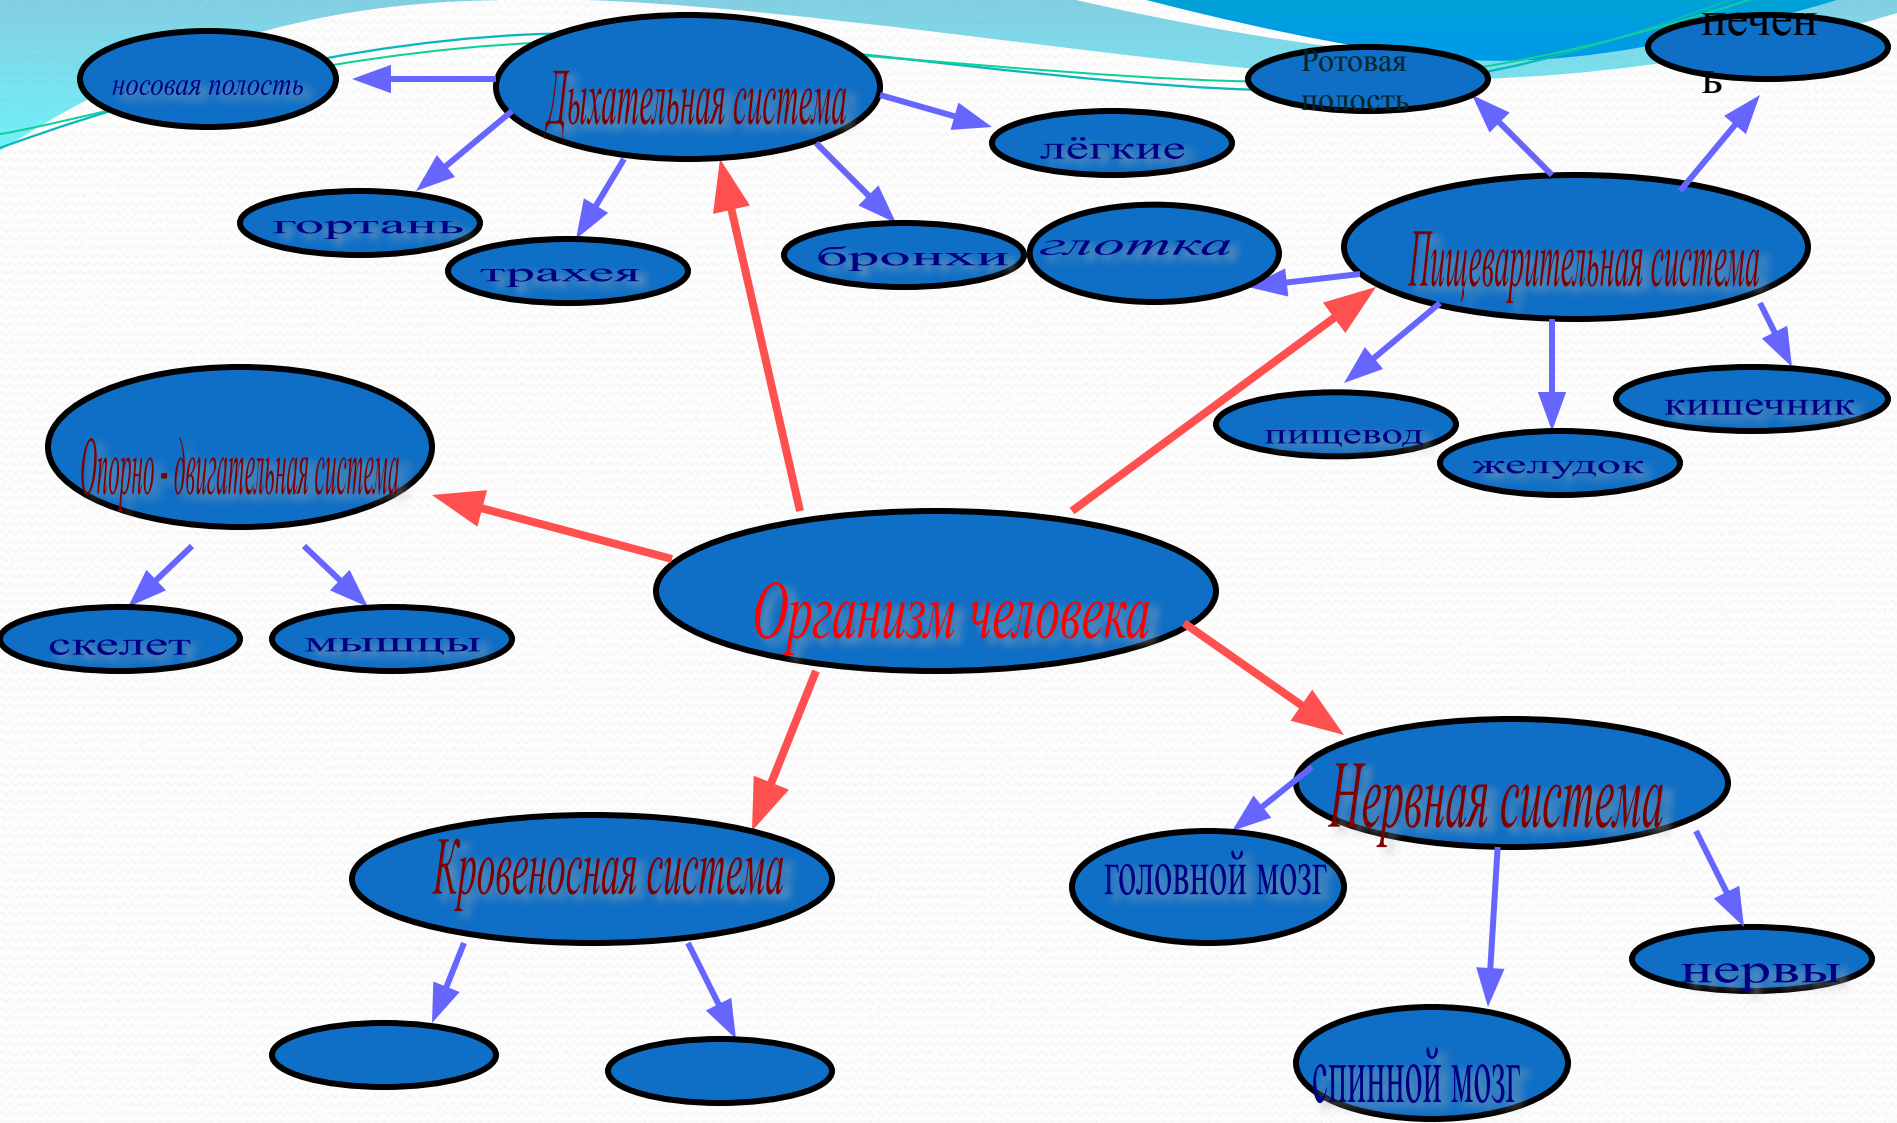 печен
ь
Ротовая
полость
носовая полость
Дыхательная система
лёгкие
гортань
трахея
бронхи
глотка
Пищеварительная система
пищевод
желудок
кишечник
Опорно - двигательная система
скелет
мышцы
Организм человека
Кровеносная система
Нервная система
головной мозг
нервы
спинной мозг